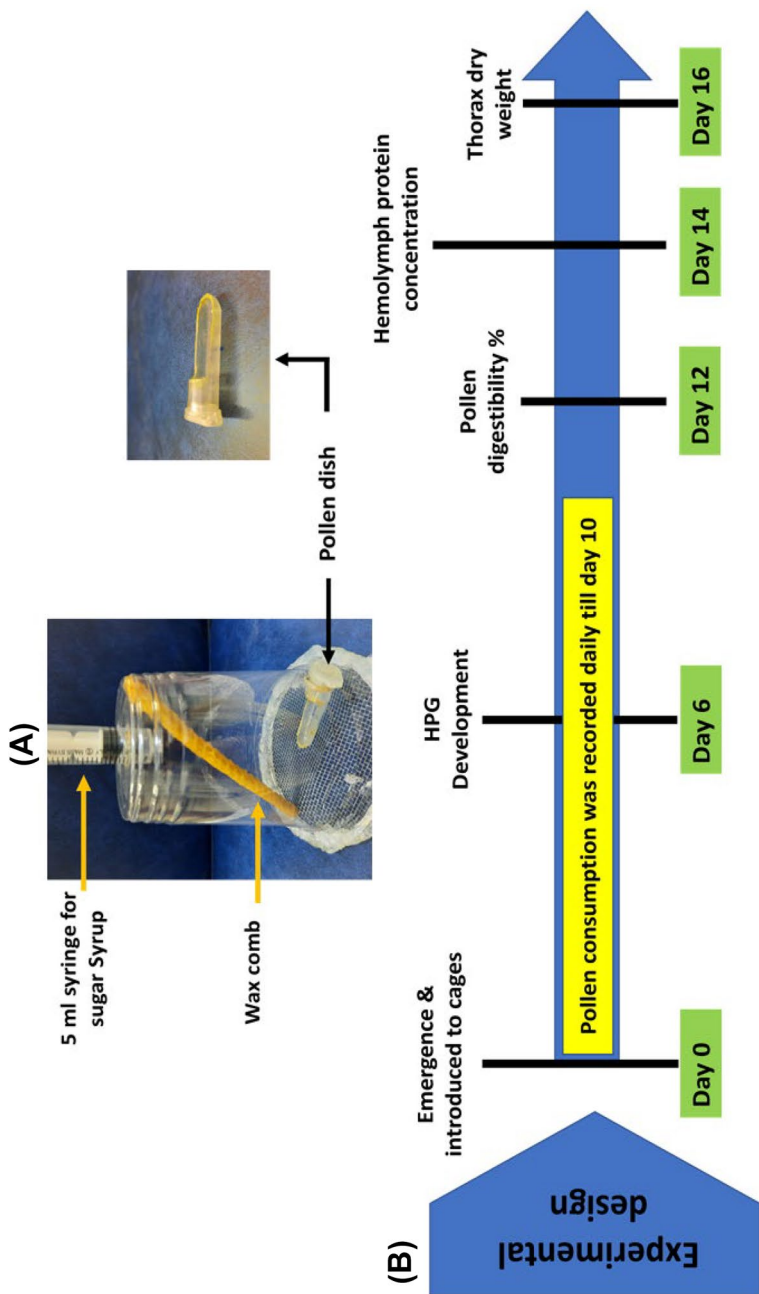 (A)
5 ml syringe for
sugar Syrup
Wax comb
Pollen dish
(B)
Experimental
design
Emergence &
introduced to cages
HPG
Development
Pollen
digestibility %
Hemolymph protein
concentration
Thorax dry
weight
Pollen consumption was recorded daily till day 10
Day 0
Day 6
Day 12
Day 14
Day 16